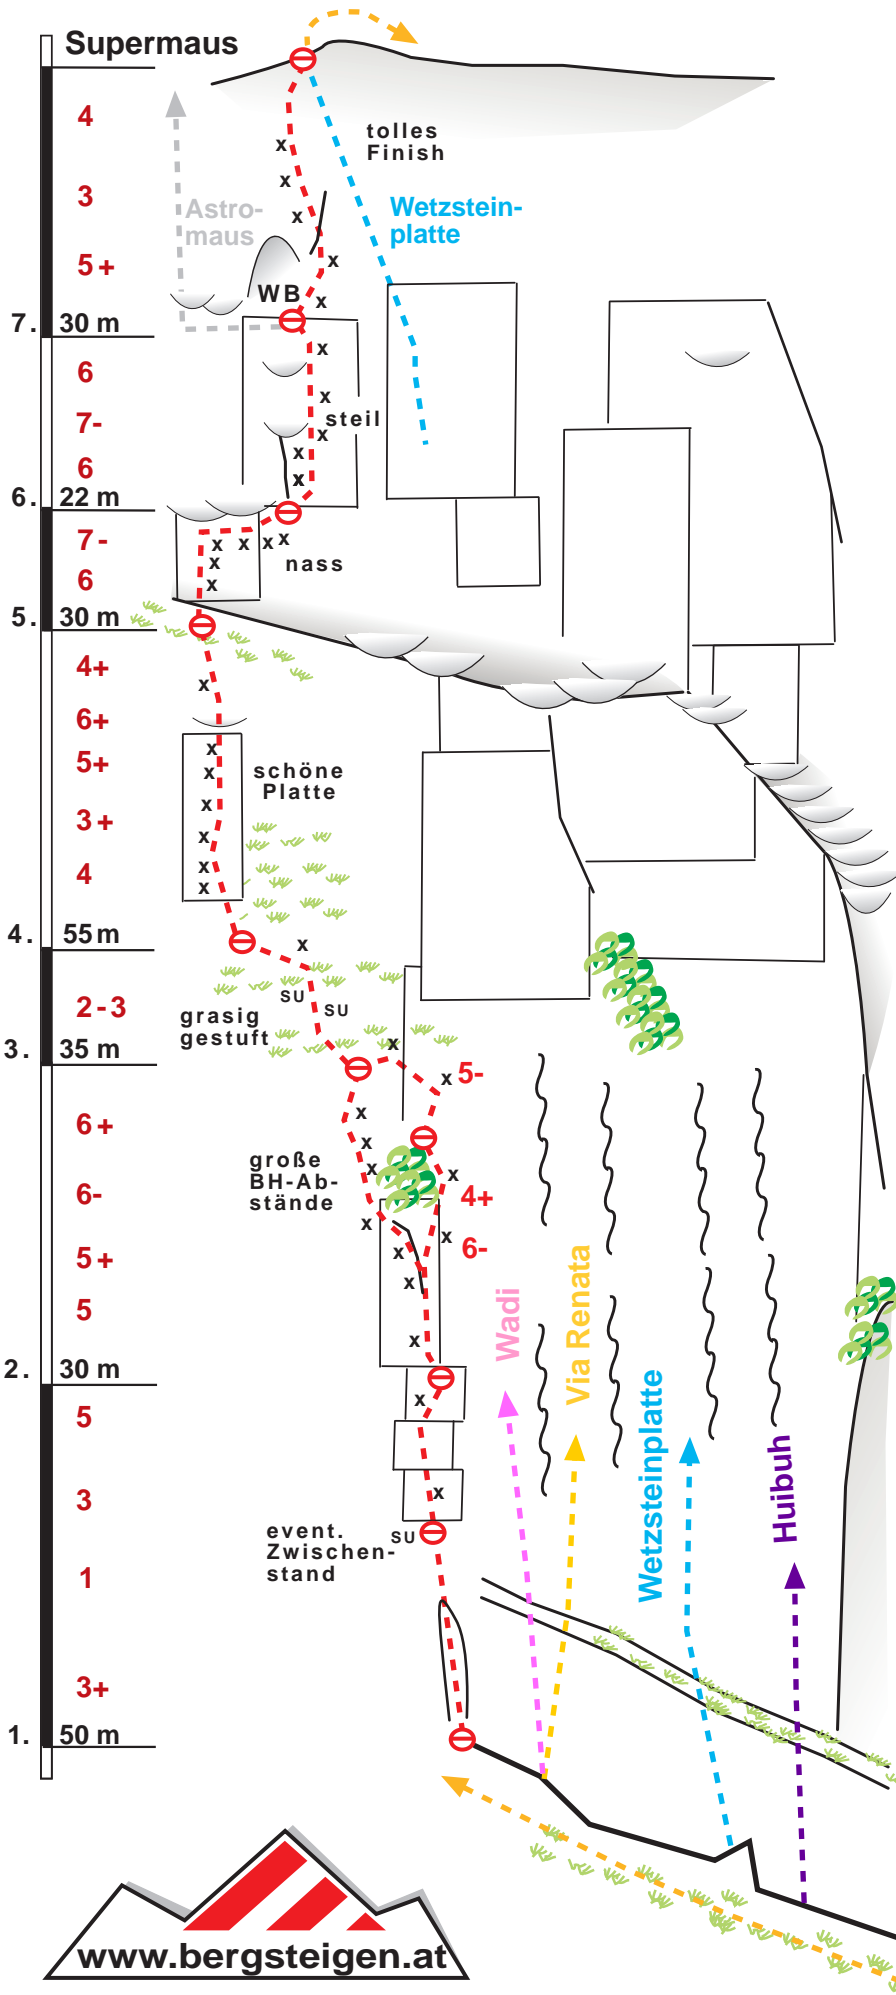 Supermaus
4
tolles
Finish
3
Astro-
maus
Wetzstein-
platte
5+
WB
7. 30 m
6
7-
steil
6
6. 22 m
7-
nass
6
5. 30 m
4+
6+
5+
schöne
Platte
3+
4
4. 55 m
2-3
SU
SU
grasig
gestuft
3. 35 m
5-
6+
große
BH-Ab-
stände
6-
4+
6-
5+
5
Wadi
Via Renata
2. 30 m
5
Wetzsteinplatte
Huibuh
3
event.
Zwischen-
stand
SU
1
3+
1. 50 m
www.bergsteigen.at